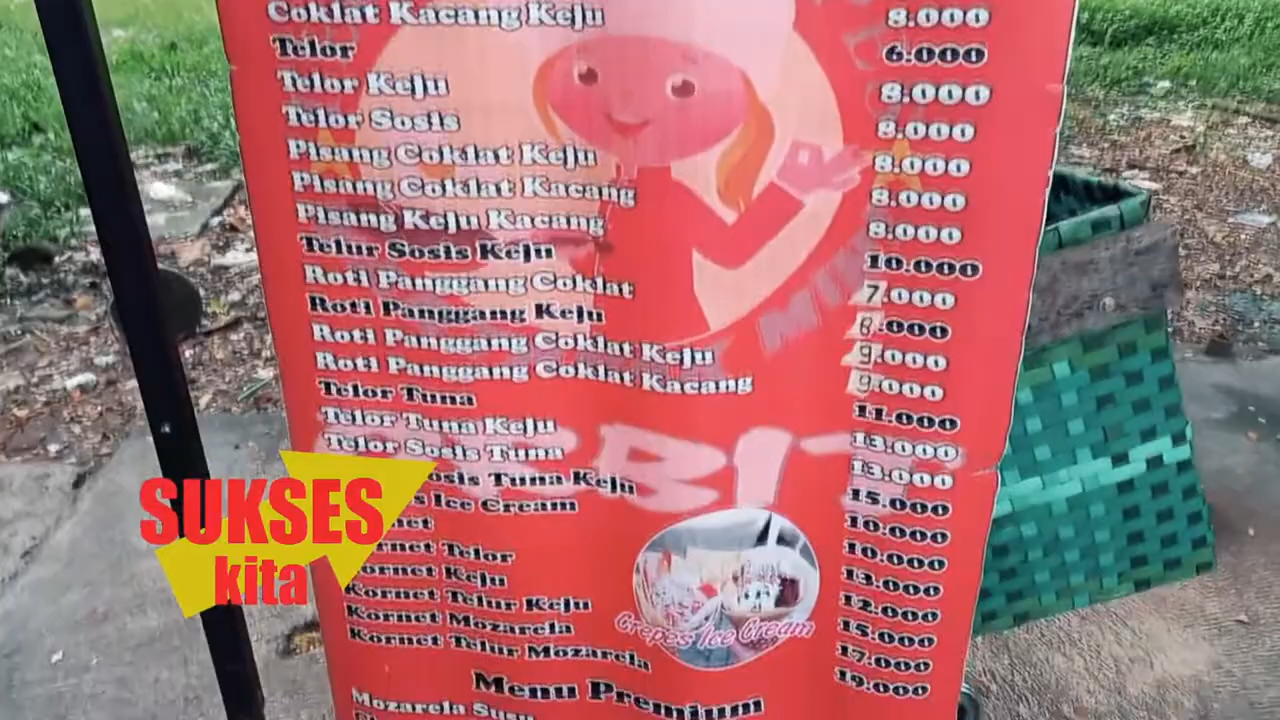 Coklat Kacang Keju 8.000
Telor 6.000
Telor Keju 8.000
Telor Sosis 8.000
Pisang Coklat Keju 8.000
Pisang Coklat Kacang 8.000
Pisang Keju Kacang 8.000
Telur Sosis Keju 10.000
Roti Panggang Coklat 7.000
Roti Panggang Keju 8.000
Roti Panggang Coklat Keju 9.000
Roti Panggang Coklat Kacang 9.000
Telor Tuna 11.000
Telor Tuna Keju 13.000
Telor Sosis Tuna 13.000
osis Tuna Keju 15.000
s Ice Cream 10.000
net 10.000
ornet Telor 13.000
ornet Keju 12.000
Kornet Telur Keju 15.000
Kornet Mozarela 17.000
Kornet Telur Mozarela 19.000
Crepes Ice Cream
Menu Premium
Mozarela Susu
SUKSES
kita